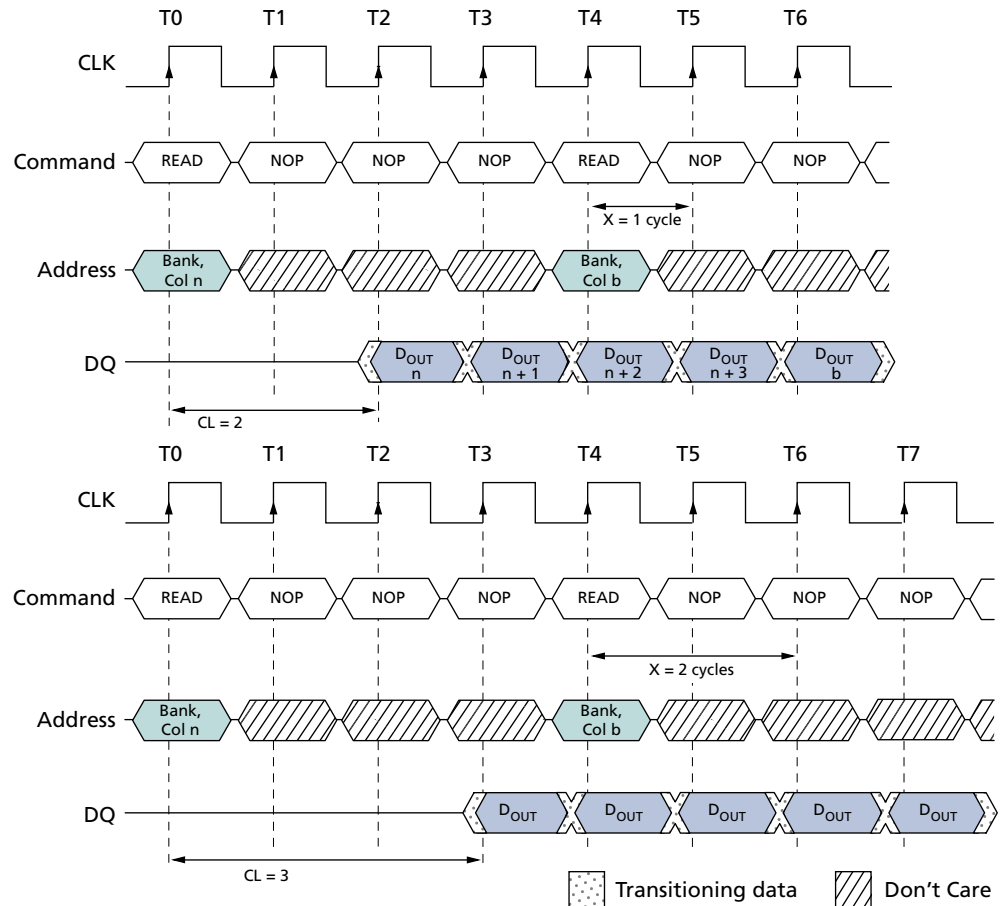 T0 T1 T2 T3 T4 T5 T6
CLK
Command READ NOP NOP NOP READ NOP NOP
X = 1 cycle
Address Bank, Col n Bank, Col b
DQ DOUT n DOUT n + 1 DOUT n + 2 DOUT n + 3 DOUT b
CL = 2
T0 T1 T2 T3 T4 T5 T6 T7
CLK
Command READ NOP NOP NOP READ NOP NOP NOP
X = 2 cycles
Address Bank, Col n Bank, Col b
DQ DOUT DOUT DOUT DOUT DOUT
CL = 3
Transitioning data Don't Care